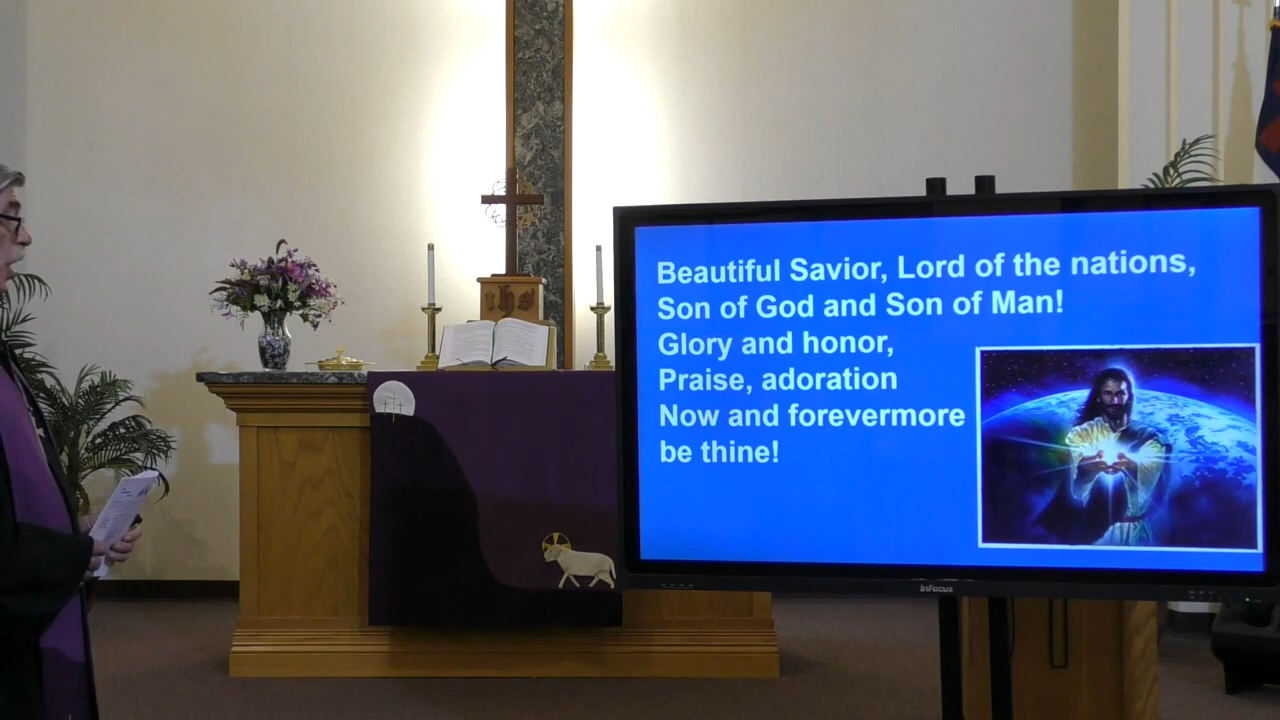 ihs
Beautiful Savior, Lord of the nations,
Son of God and Son of Man!
Glory and honor,
Praise, adoration
Now and forevermore
be thine!
InFocus